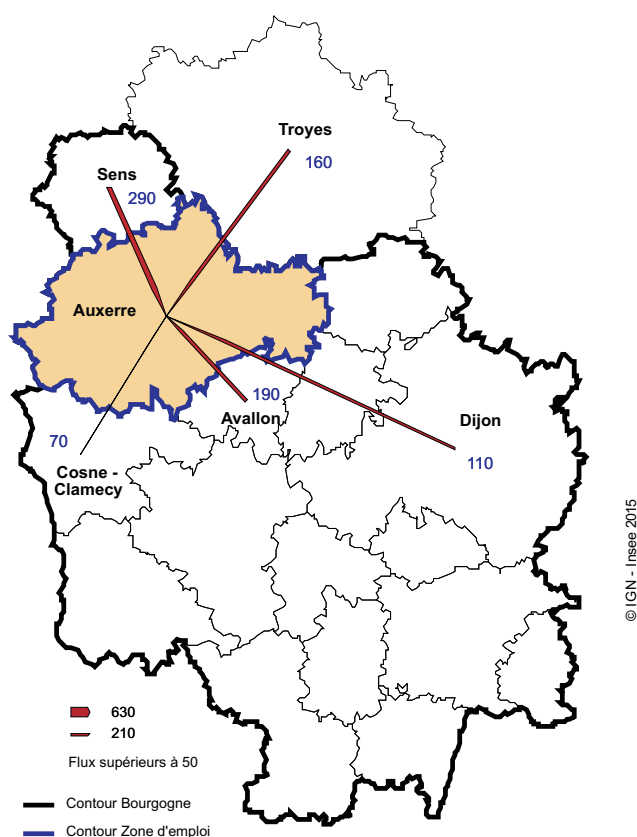 Troyes
160
Sens
290
Auxerre
190
Avallon
Dijon
110
70
Cosne -
Clamecy
630
210
Flux supérieurs à 50
Contour Bourgogne
Contour Zone d'emploi
© IGN - Insee 2015